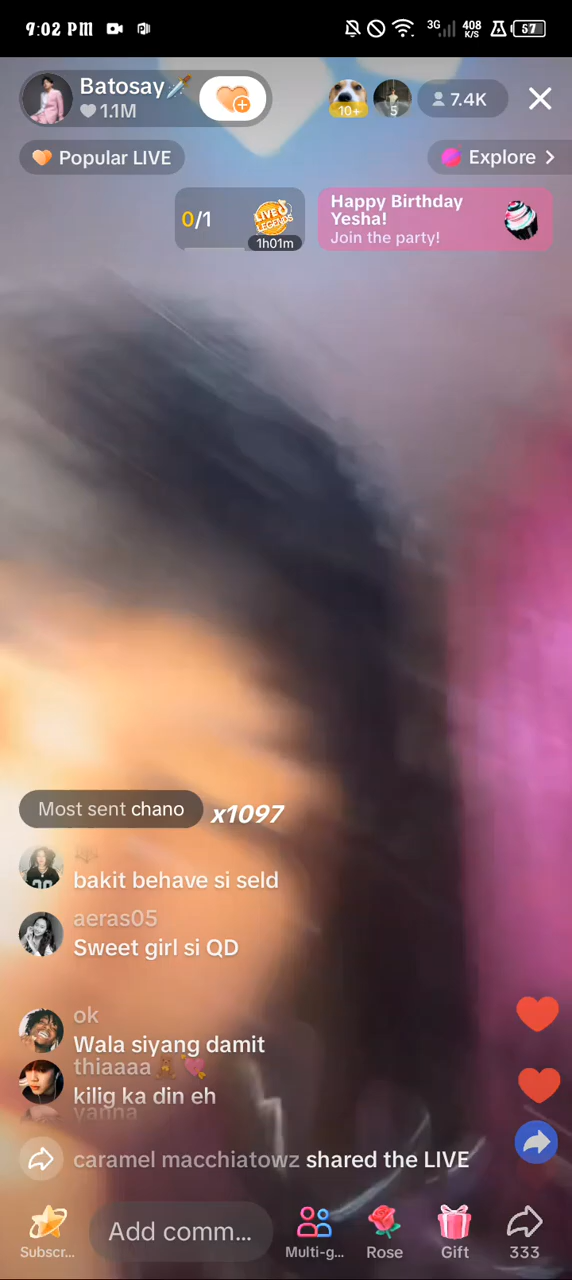 9:02 PM
3G
408
K/S
57
Batosay
1.1M
10+
5
7.4K
Popular LIVE
Explore
0/1
LIVE
LEGENDS
1h01m
Happy Birthday
Yesha!
Join the party!
Most sent chano x1097
bakit behave si seld
aeras05
Sweet girl si QD
ok
Wala siyang damit
thiaaaa
kilig ka din eh
yanna
caramel macchiatowz shared the LIVE
Subscr...
Add comm...
Multi-g...
Rose
Gift
333